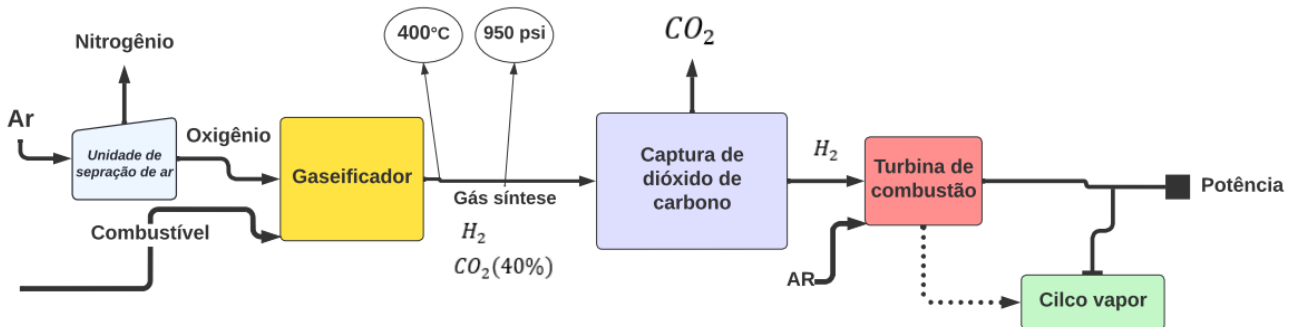 Nitrogênio
Ar
Unidade de
sepração de ar
Oxigênio
Combustível
Gaseificador
400°C
950 psi
Gás síntese
H₂
CO₂(40%)
CO₂
Captura de
dióxido de
carbono
H₂
AR
Turbina de
combustão
Potência
Cilco vapor